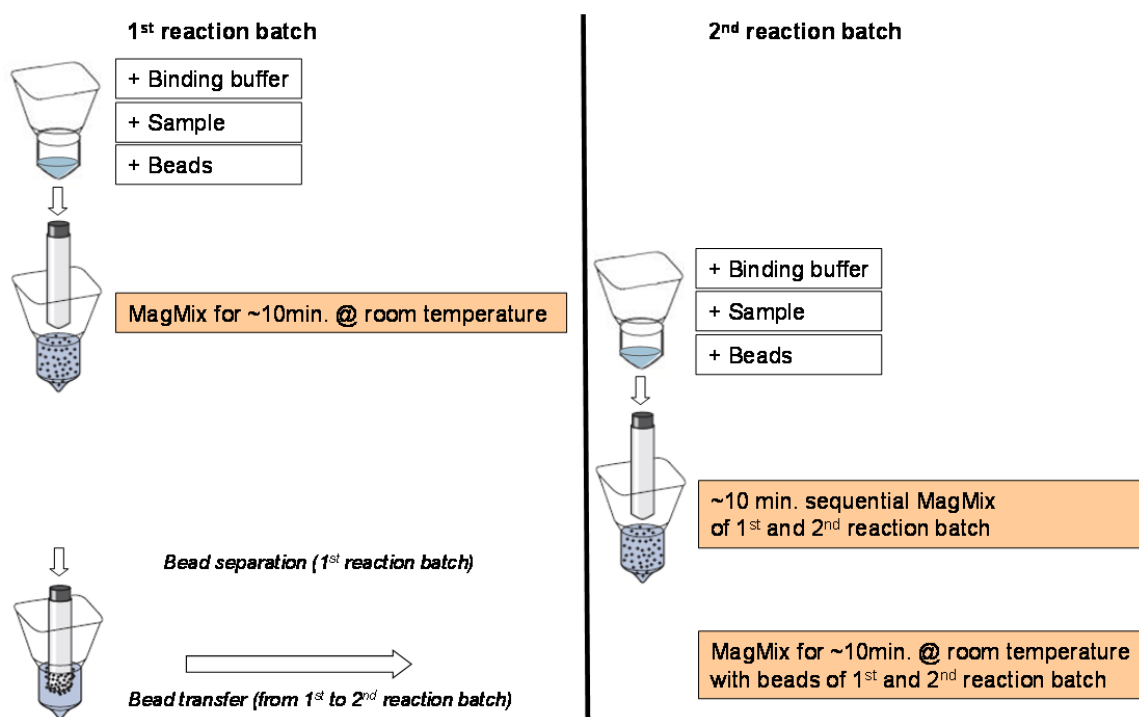 1st reaction batch
+ Binding buffer
+ Sample
+ Beads
MagMix for ~10min. @ room temperature
Bead separation (1st reaction batch)
Bead transfer (from 1st to 2nd reaction batch)
2nd reaction batch
+ Binding buffer
+ Sample
+ Beads
~10 min. sequential MagMix
of 1st and 2nd reaction batch
MagMix for ~10min. @ room temperature
with beads of 1st and 2nd reaction batch